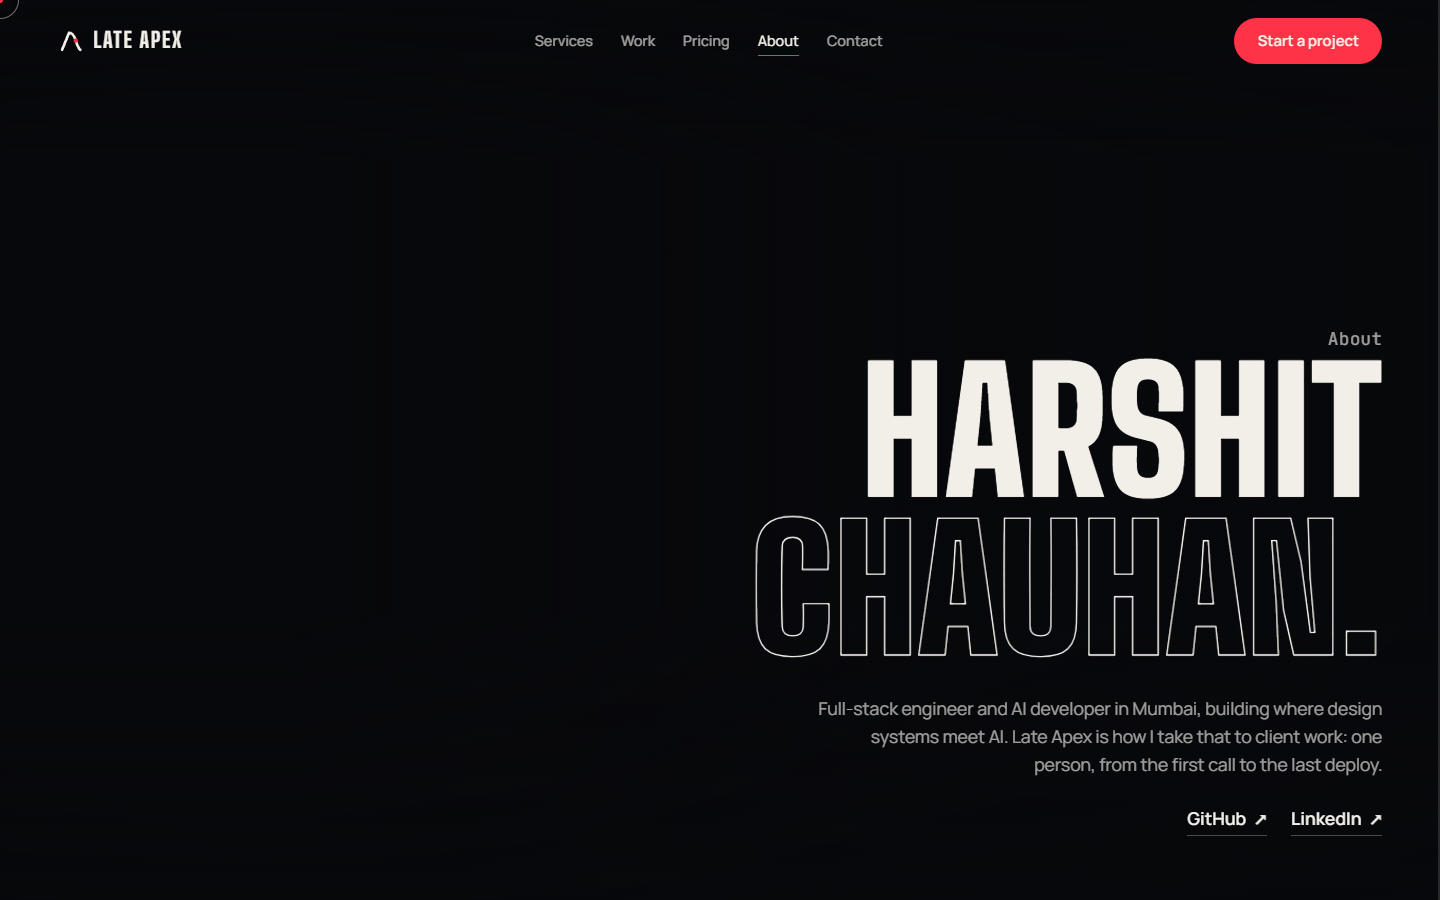 LATE APEX
Services
Work
Pricing
About
Contact
Start a project
About
HARSHIT
CHAUHAN.
Full-stack engineer and AI developer in Mumbai, building where design
systems meet AI. Late Apex is how I take that to client work: one
person, from the first call to the last deploy.
GitHub ↗
LinkedIn ↗